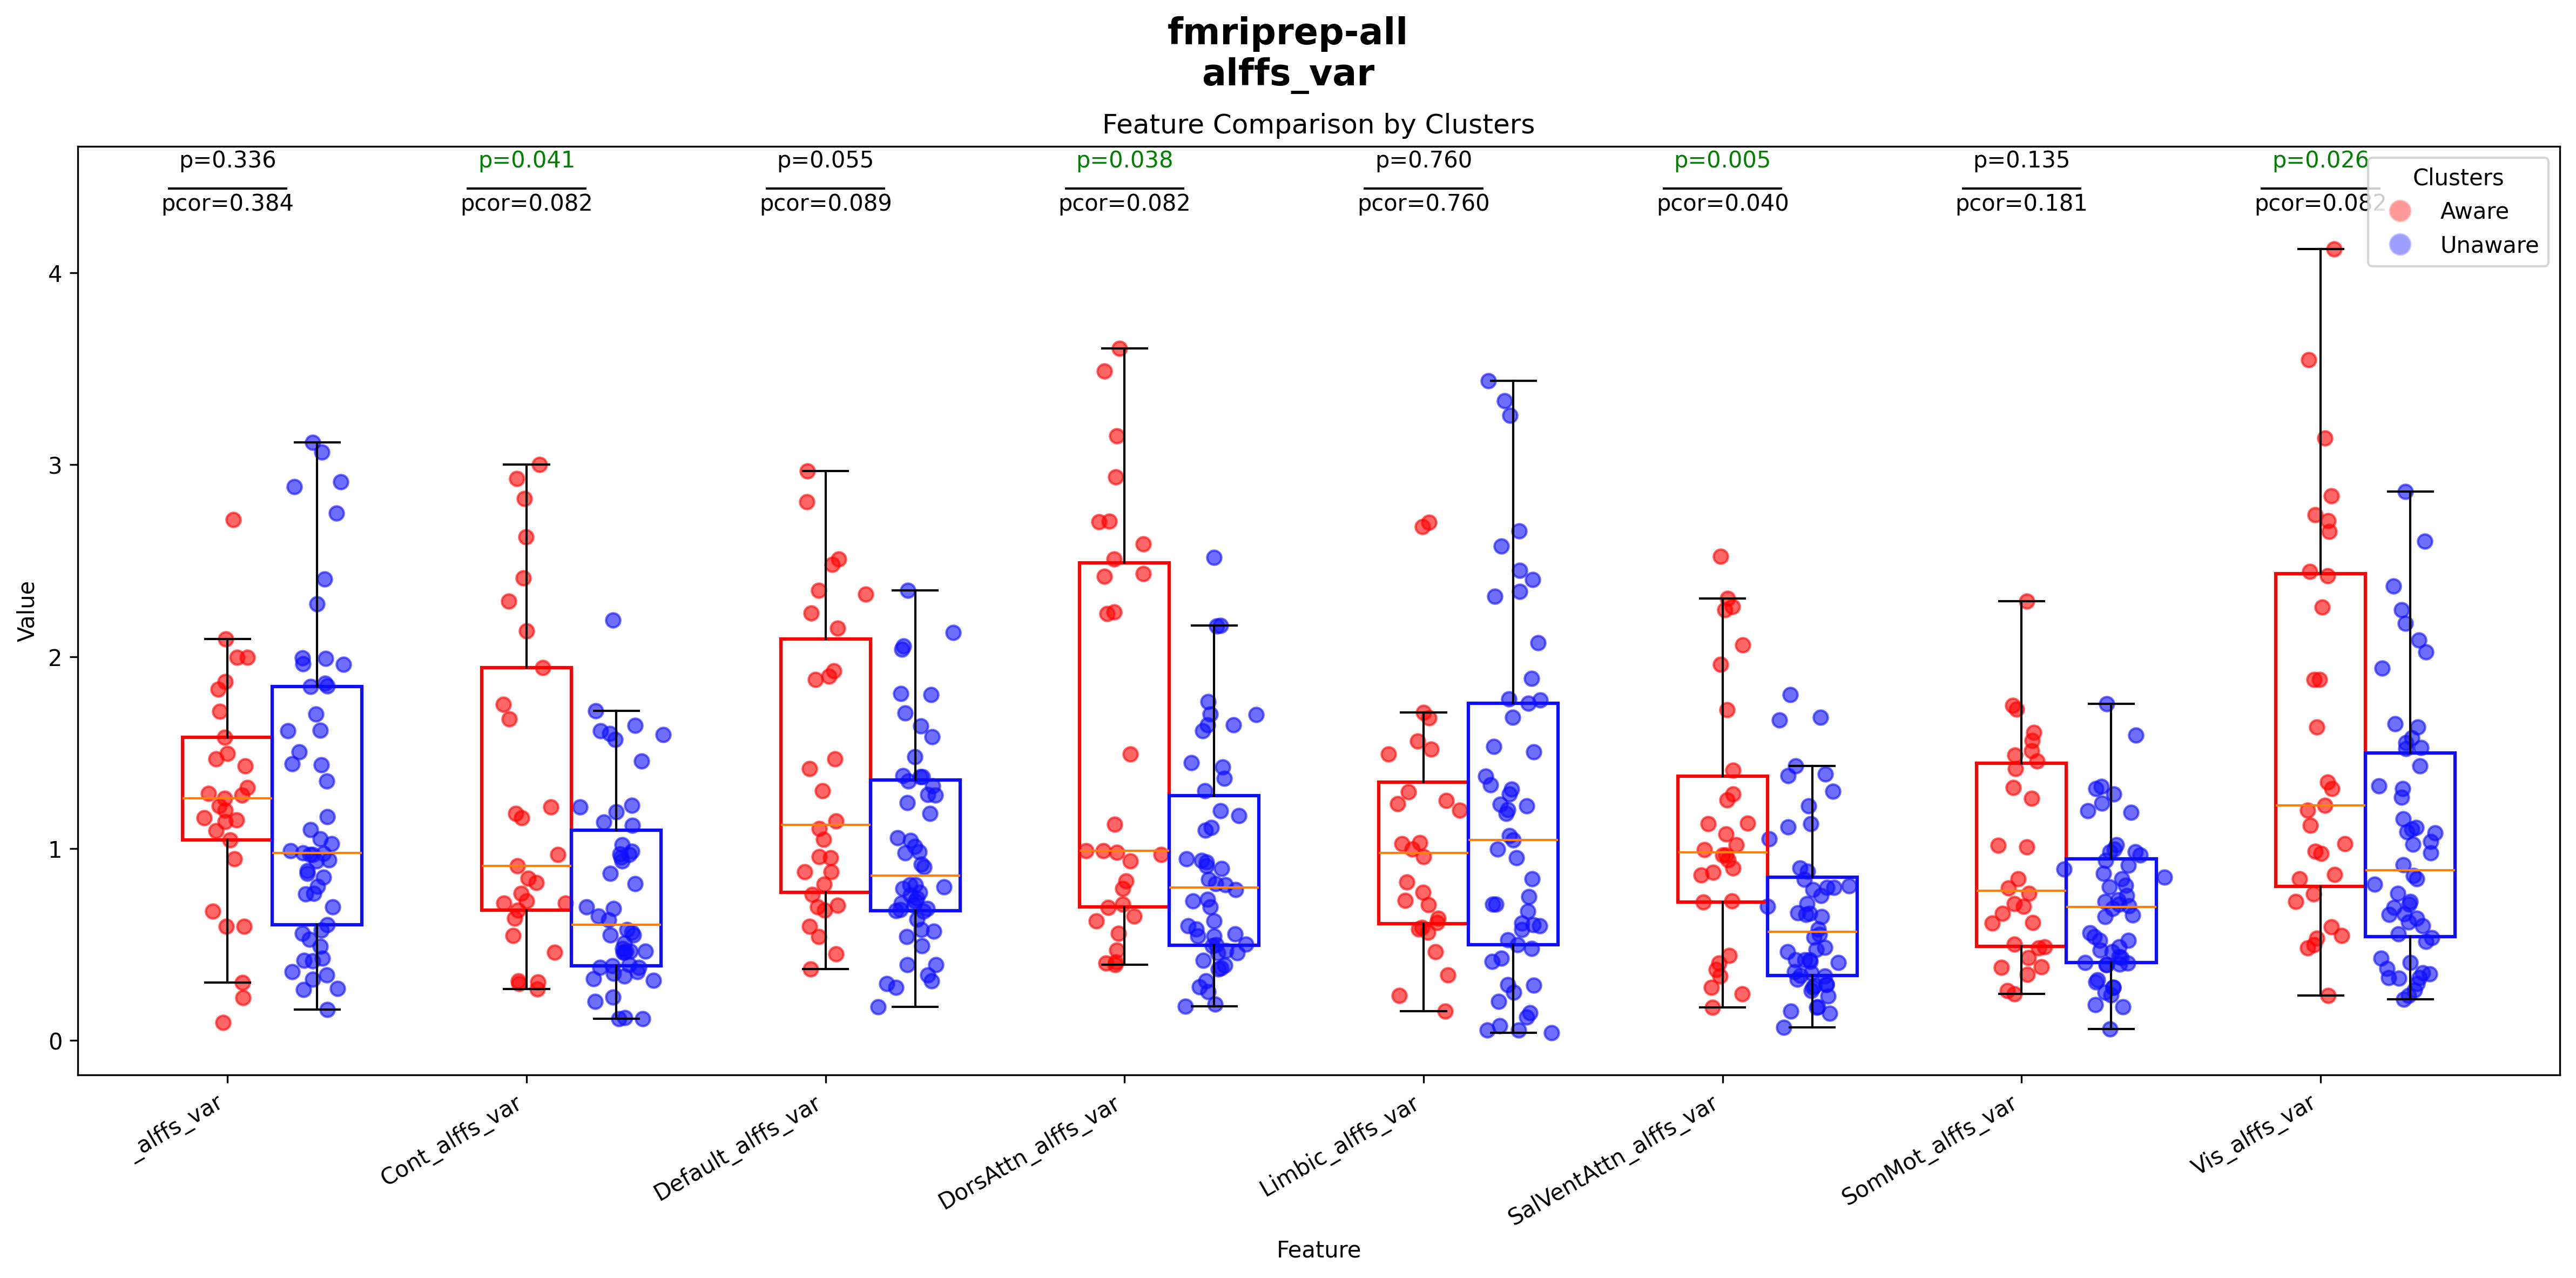 fmriprep-all
alffs_var
Feature Comparison by Clusters
p=0.336 p=0.041 p=0.055 p=0.038 p=0.760 p=0.005 p=0.135 p=0.026
pcor=0.384 pcor=0.082 pcor=0.089 pcor=0.082 pcor=0.760 pcor=0.040 pcor=0.181 pcor=0.082
Clusters
Aware
Unaware
4
3
2
1
0
Value
_alffs_var Cont_alffs_var Default_alffs_var DorsAttn_alffs_var Limbic_alffs_var SalVentAttn_alffs_var SomMot_alffs_var Vis_alffs_var
Feature